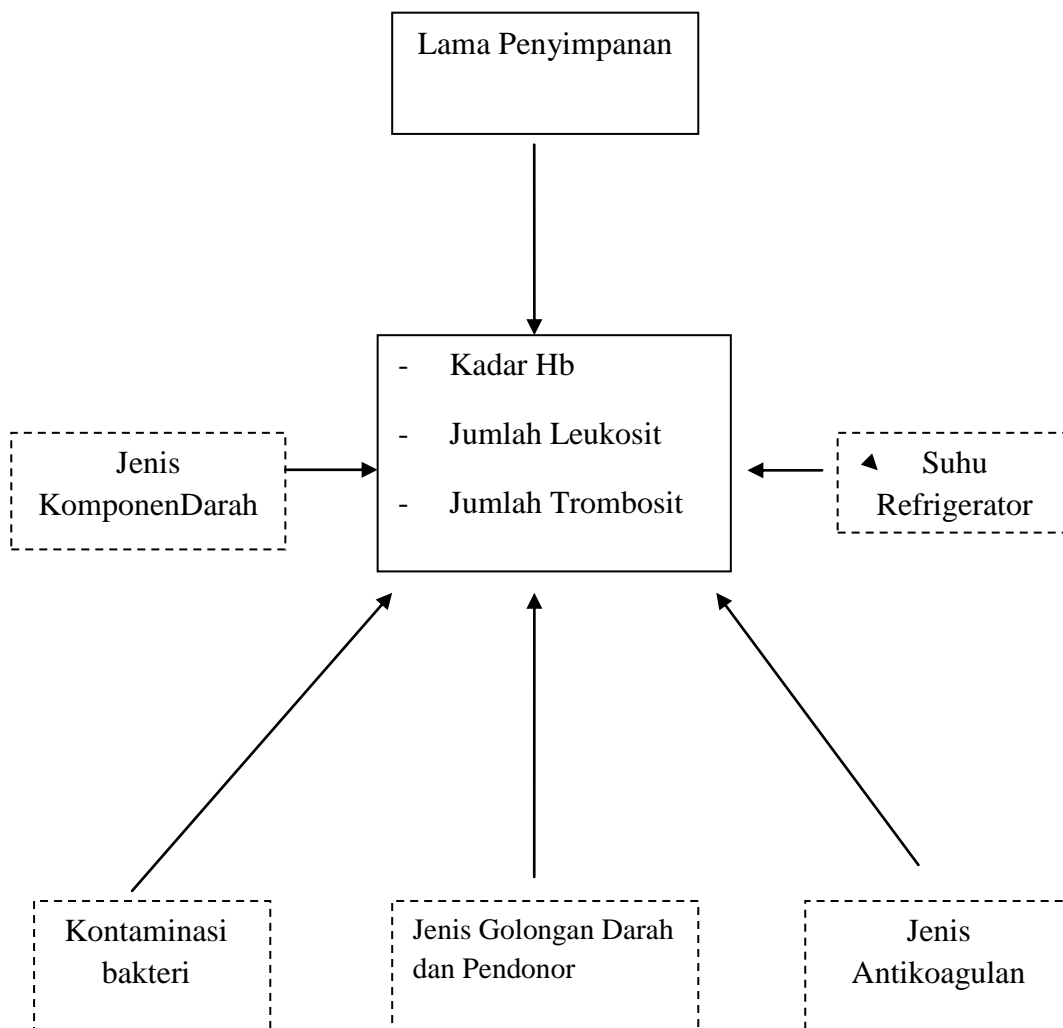 Lama Penyimpanan
- Kadar Hb
- Jumlah Leukosit
- Jumlah Trombosit
Jenis
KomponenDarah
Suhu
Refrigerator
Kontaminasi
bakteri
Jenis Golongan Darah
dan Pendonor
Jenis
Antikoagulan